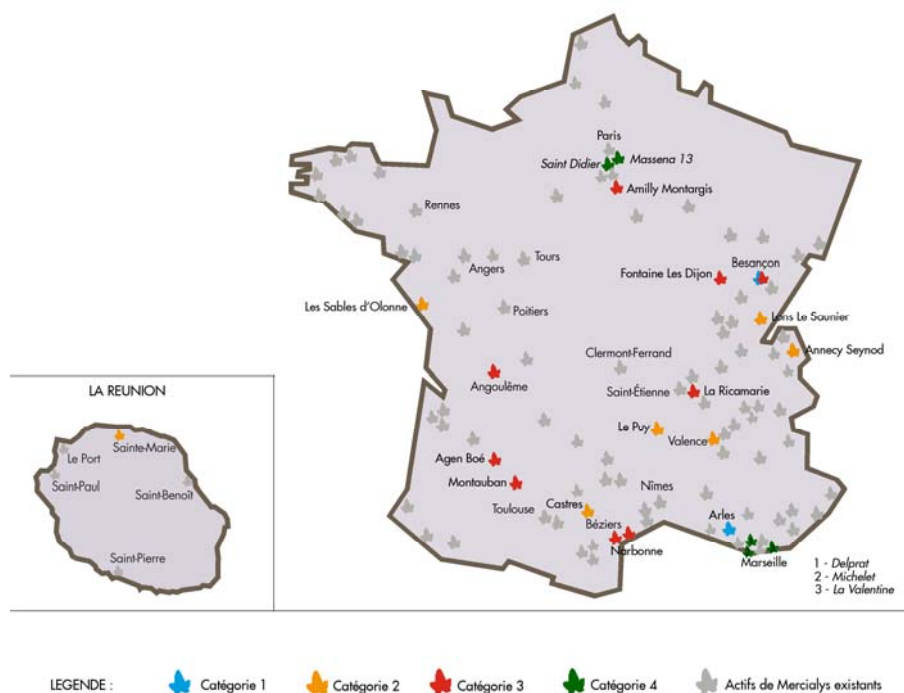 Paris
Saint Didier
Massena 13
Amilly Montargis
Rennes
Besançon
Fontaine Les Dijon
Tours
Angers
Les Sables d'Olonne
Poitiers
Lons Le Saunier
Annecy Seynod
Clermont-Ferrand
Angoulême
Saint-Étienne
La Ricamarie
Le Puy
Valence
Agen Boé
Montauban
Nîmes
Castres
Toulouse
Béziers
Narbonne
Arles
Marseille
1 - Delprat
2 - Michelet
3 - La Valentine
LA REUNION
Sainte-Marie
Le Port
Saint-Paul
Saint-Benoît
Saint-Pierre
LEGENDE :
Catégorie 1
Catégorie 2
Catégorie 3
Catégorie 4
Actifs de Mercialys existants